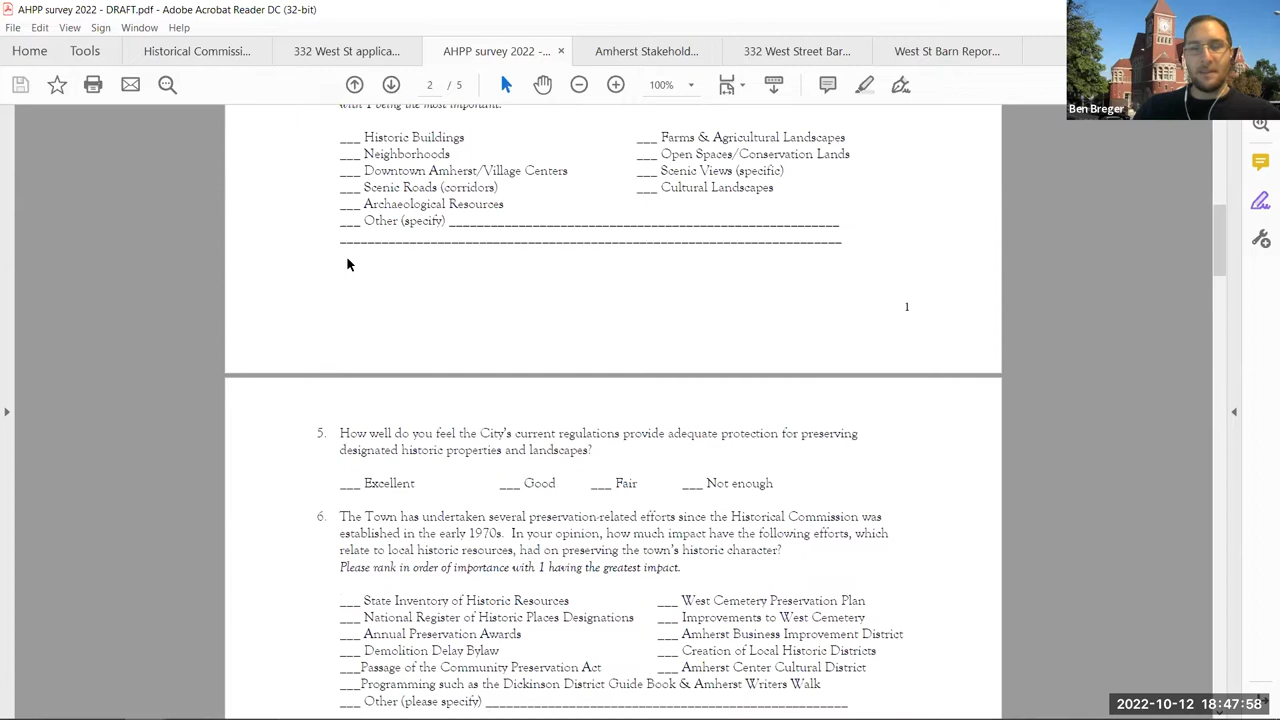 AHPP survey 2022 - DRAFT.pdf - Adobe Acrobat Reader DC (32-bit)
File Edit View Sign Window Help
Home Tools Historical Commissi... 332 West St applica... AHPP survey 2022 -... × Amherst Stakehold... 332 West Street Bar... West St Barn Repor...
2 / 5 100%
Ben Breger
with 1 being the most important.
___ Historic Buildings ___ Farms & Agricultural Landscapes
___ Neighborhoods ___ Open Spaces/Conservation Lands
___ Downtown Amherst/Village Centers ___ Scenic Views (specific)
___ Scenic Roads (corridors) ___ Cultural Landscapes
___ Archaeological Resources
___ Other (specify) ___
1
5. How well do you feel the City's current regulations provide adequate protection for preserving
designated historic properties and landscapes?
___ Excellent ___ Good ___ Fair ___ Not enough
6. The Town has undertaken several preservation-related efforts since the Historical Commission was
established in the early 1970s. In your opinion, how much impact have the following efforts, which
relate to local historic resources, had on preserving the town's historic character?
Please rank in order of importance with 1 having the greatest impact.
___ State Inventory of Historic Resources ___ West Cemetery Preservation Plan
___ National Register of Historic Places Designations ___ Improvements to West Cemetery
___ Annual Preservation Awards ___ Amherst Business Improvement District
___ Demolition Delay Bylaw ___ Creation of Local Historic Districts
___Passage of the Community Preservation Act ___ Amherst Center Cultural District
___Programming such as the Dickinson District Guide Book & Amherst Writers Walk
___ Other (please specify) ___
2022-10-12 18:47:58